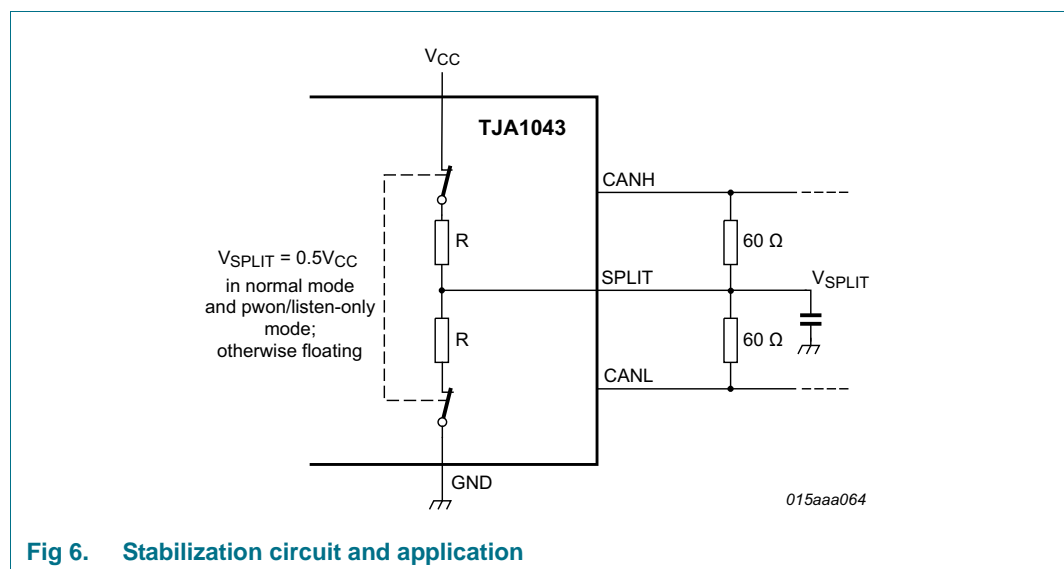 VCC
TJA1043
CANH
R
60 Ω
VSPLIT = 0.5VCC
in normal mode
and pwon/listen-only
mode;
otherwise floating
SPLIT
VSPLIT
R
60 Ω
CANL
GND
015aaa064
Fig 6. Stabilization circuit and application